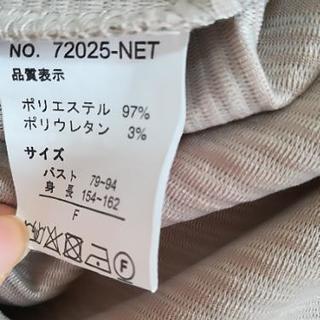 NO. 72025-NET
品質表示
ポリエステル 97%
ポリウレタン 3%
サイズ
バスト 79~94
身長 154~162
F
F